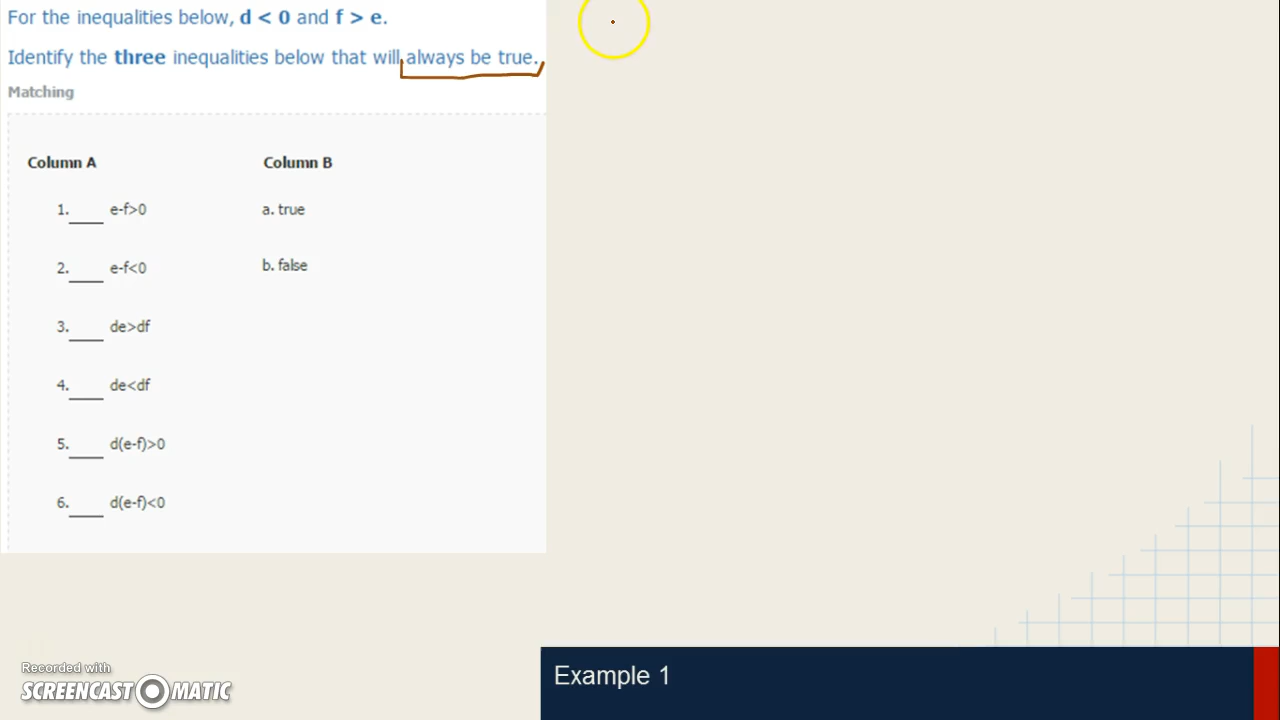 For the inequalities below, d < 0 and f > e.
Identify the three inequalities below that will always be true.
Matching
Column A Column B
1.____ e-f>0 a. true
2.____ e-f<0 b. false
3.____ de>df
4.____ de<df
5.____ d(e-f)>0
6.____ d(e-f)<0
Recorded with
SCREENCAST-O-MATIC
Example 1